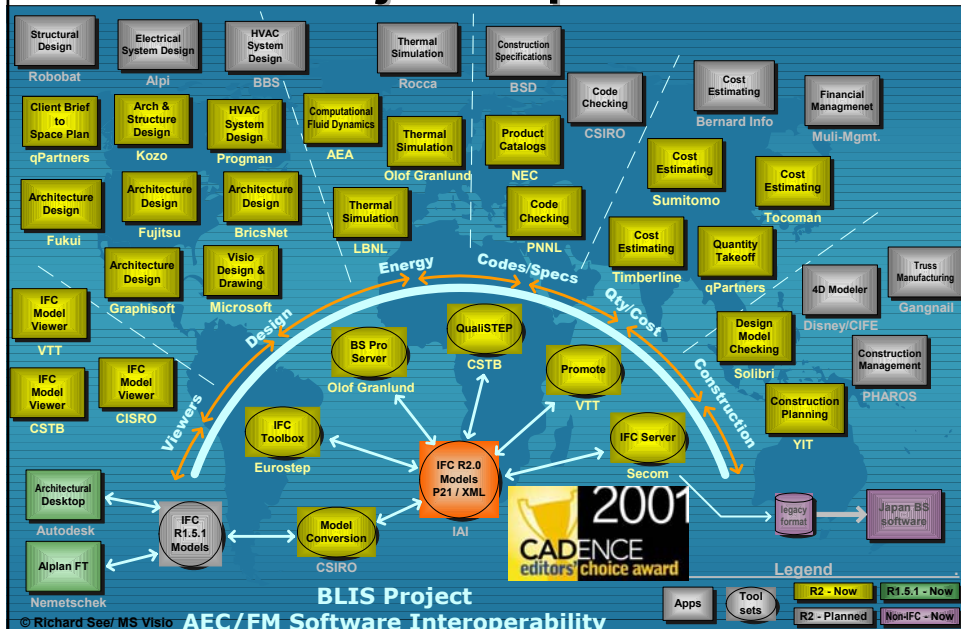 Structural
Design
Robobat
Electrical
System Design
Alpi
HVAC
System
Design
BBS
Thermal
Simulation
Rocca
Construction
Specifications
BSD
Code
Checking
CSIRO
Cost
Estimating
Bernard Info
Financial
Managmenet
Muli-Mgmt.
Client Brief
to
Space Plan
qPartners
Arch &
Structure
Design
Kozo
HVAC
System
Design
Progman
Computational
Fluid Dynamics
AEA
Thermal
Simulation
Olof Granlund
Product
Catalogs
NEC
Cost
Estimating
Sumitomo
Cost
Estimating
Tocoman
Architecture
Design
Fukui
Architecture
Design
Fujitsu
Architecture
Design
BricsNet
Thermal
Simulation
LBNL
Code
Checking
PNNL
Cost
Estimating
Timberline
Quantity
Takeoff
qPartners
Architecture
Design
Graphisoft
Visio
Design &
Drawing
Microsoft
4D Modeler
Disney/CIFE
Truss
Manufacturing
Gangnail
IFC
Model
Viewer
VTT
IFC
Model
Viewer
CSTB
IFC
Model
Viewer
CISRO
Design
Model
Checking
Solibri
Construction
Management
PHAROS
Construction
Planning
YIT
Viewers
Design
Energy
Codes/Specs
Qty/Cost
Construction
BS Pro
Server
Olof Granlund
QualiSTEP
CSTB
Promote
VTT
IFC
Toolbox
Eurostep
IFC Server
Secom
IFC R2.0
Models
P21 / XML
IAI
Architectural
Desktop
Autodesk
Alplan FT
Nemetschek
IFC
R1.5.1
Models
Model
Conversion
CSIRO
2001
CADENCE
editors' choice award
legacy
format
Japan BS
software
Legend
Apps
Tool
sets
R2 - Now
R1.5.1 - Now
R2 - Planned
Non-IFC - Now
BLIS Project
AEC/FM Software Interoperability
© Richard See/ MS Visio